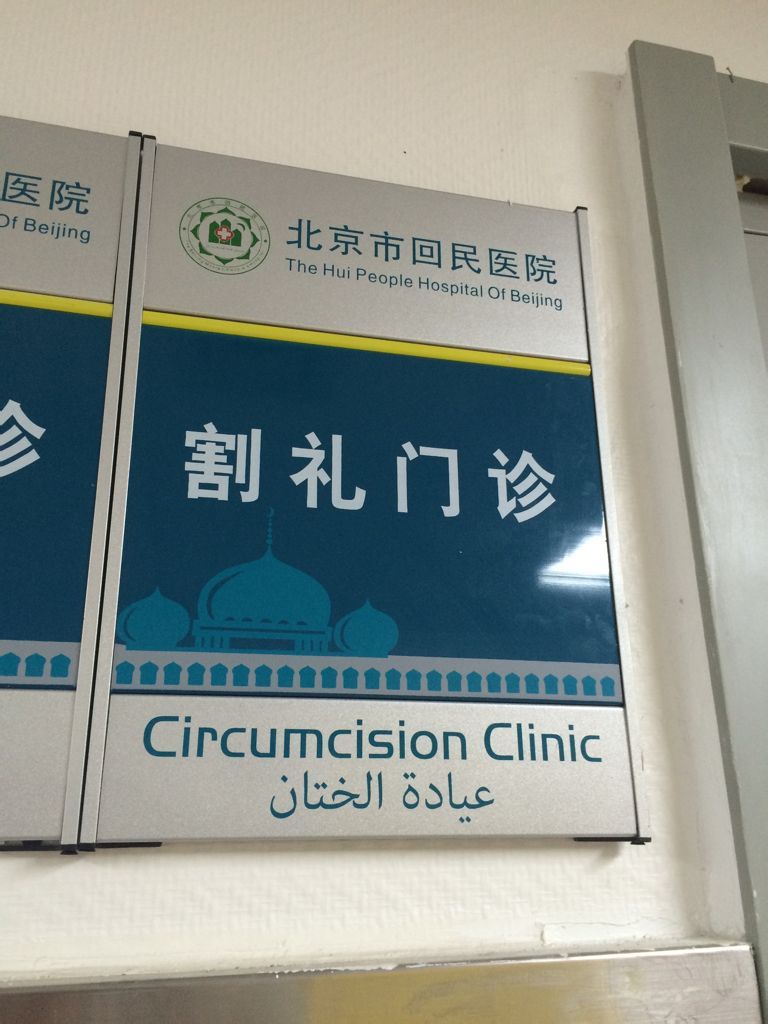 医院
Of Beijing
诊
北京市回民医院
The Hui People Hospital Of Beijing
割礼门诊
Circumcision Clinic
عيادة الختان